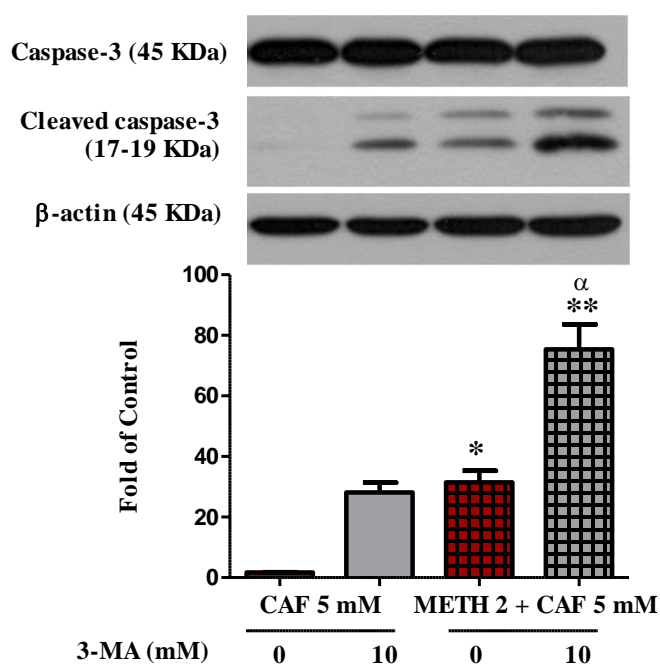 Caspase-3 (45 KDa)
Cleaved caspase-3
(17-19 KDa)
β-actin (45 KDa)
100
80
60
40
20
0
Fold of Control
*
α
**
CAF 5 mM METH 2 + CAF 5 mM
3-MA (mM) 0 10 0 10